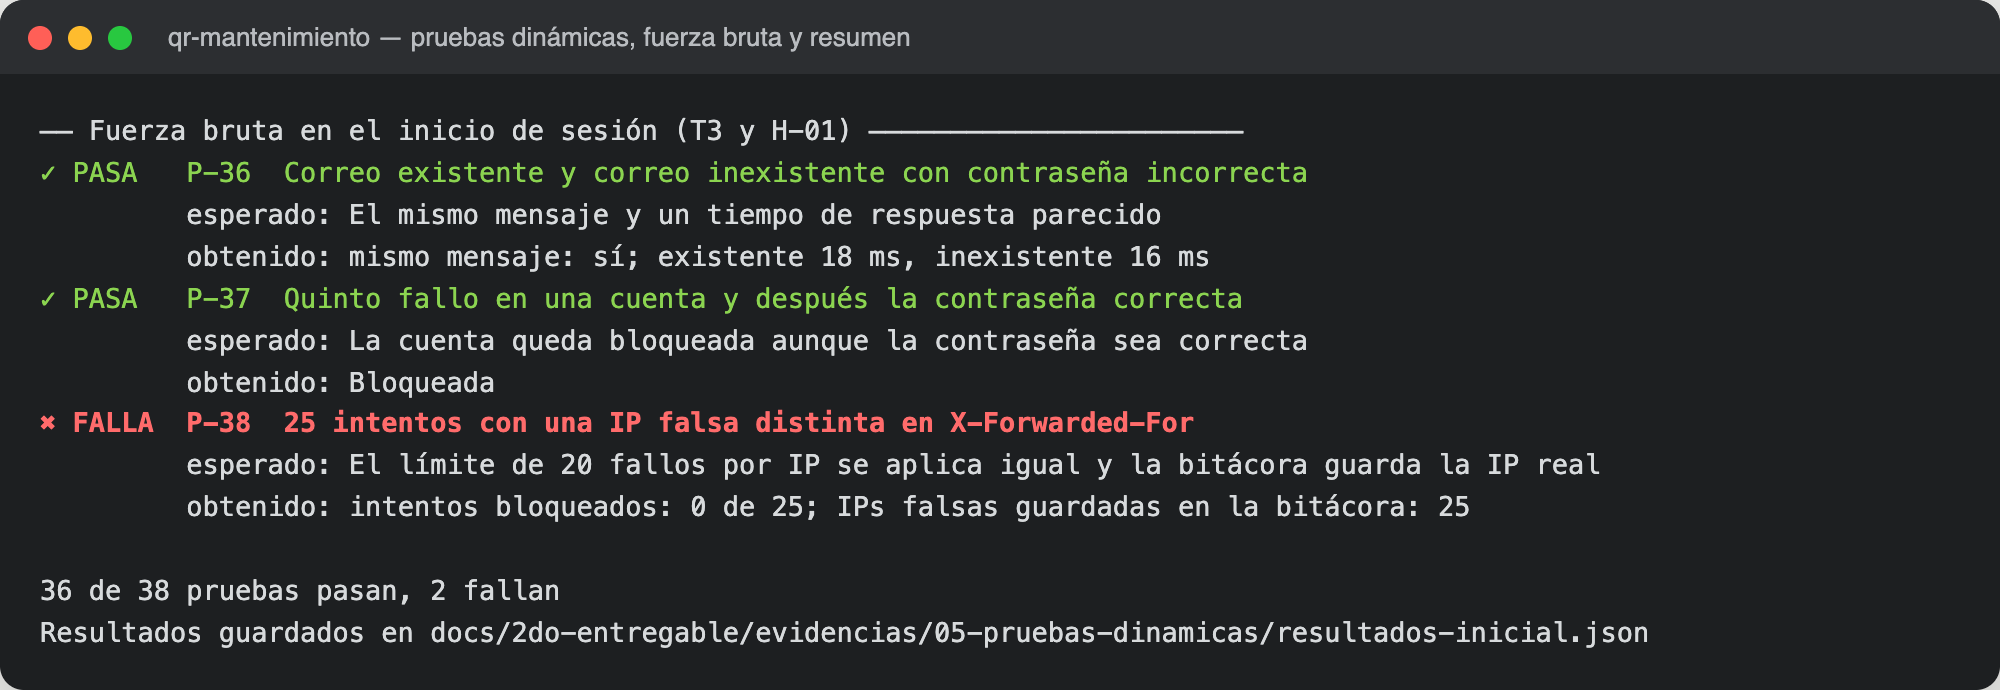 qr-mantenimiento — pruebas dinámicas, fuerza bruta y resumen
—— Fuerza bruta en el inicio de sesión (T3 y H-01) ———————————————————————
✓ PASA   P-36  Correo existente y correo inexistente con contraseña incorrecta
esperado: El mismo mensaje y un tiempo de respuesta parecido
obtenido: mismo mensaje: sí; existente 18 ms, inexistente 16 ms
✓ PASA   P-37  Quinto fallo en una cuenta y después la contraseña correcta
esperado: La cuenta queda bloqueada aunque la contraseña sea correcta
obtenido: Bloqueada
✖ FALLA  P-38  25 intentos con una IP falsa distinta en X-Forwarded-For
esperado: El límite de 20 fallos por IP se aplica igual y la bitácora guarda la IP real
obtenido: intentos bloqueados: 0 de 25; IPs falsas guardadas en la bitácora: 25
36 de 38 pruebas pasan, 2 fallan
Resultados guardados en docs/2do-entregable/evidencias/05-pruebas-dinamicas/resultados-inicial.json